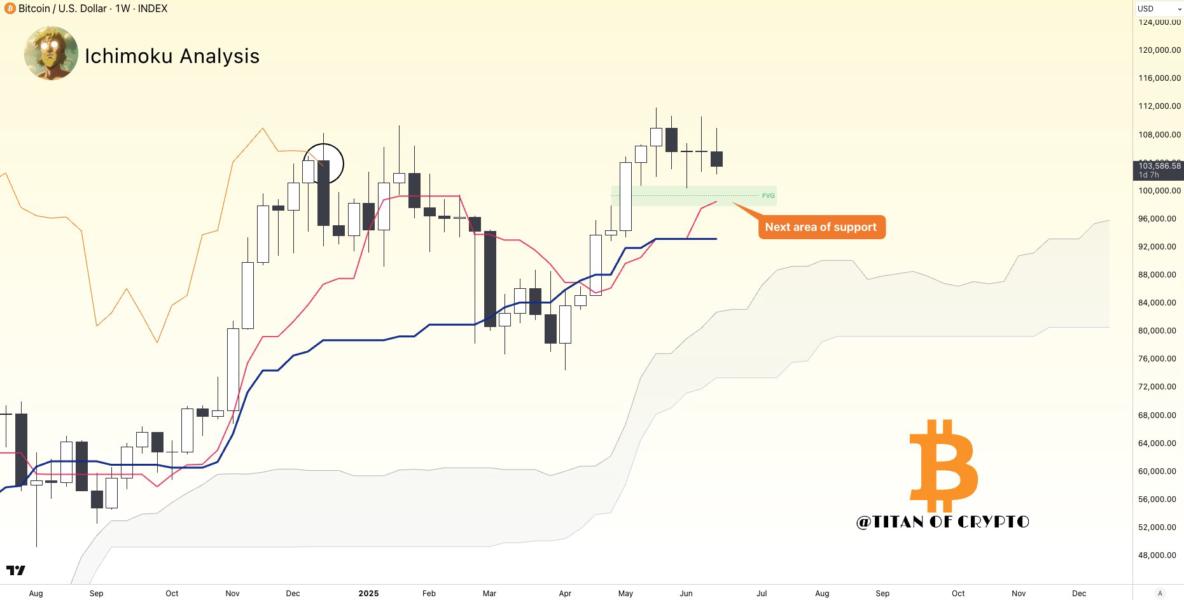 Bitcoin / U.S. Dollar · 1W · INDEX
USD
Ichimoku Analysis
124,000.00
120,000.00
116,000.00
112,000.00
108,000.00
103,586.58
1d 7h
100,000.00
96,000.00
92,000.00
88,000.00
84,000.00
80,000.00
76,000.00
72,000.00
68,000.00
64,000.00
60,000.00
56,000.00
52,000.00
48,000.00
FVG
Next area of support
@TITAN OF CRYPTO
Aug Sep Oct Nov Dec 2025 Feb Mar Apr May Jun Jul Aug Sep Oct Nov Dec
A